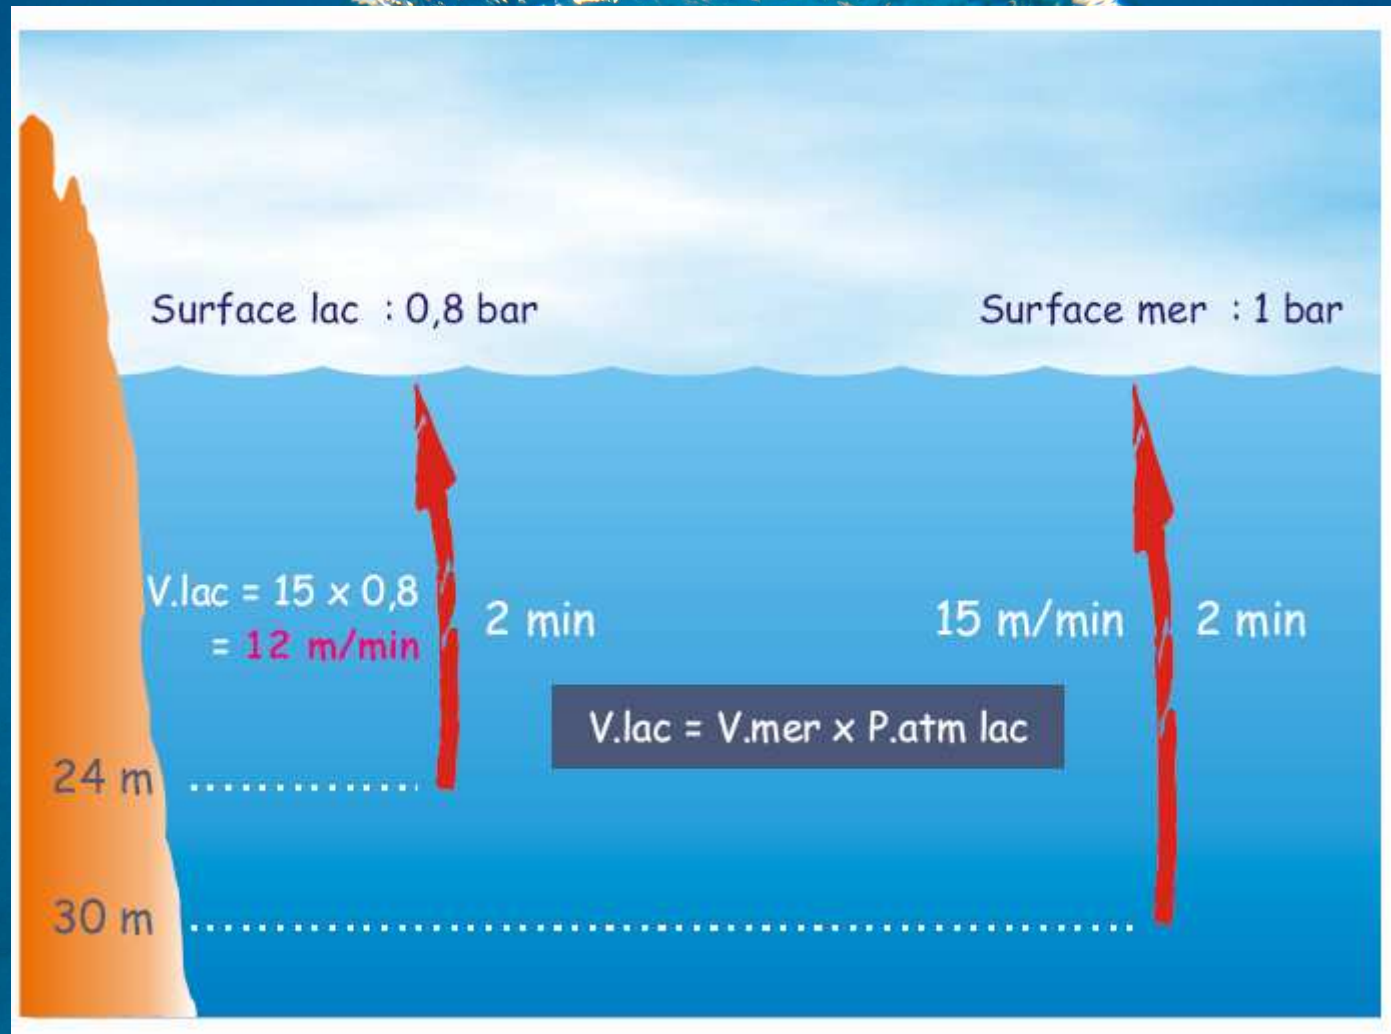 Surface lac : 0,8 bar
Surface mer : 1 bar
V.lac = 15 x 0,8
= 12 m/min
2 min
15 m/min
2 min
V.lac = V.mer x P.atm lac
24 m
30 m